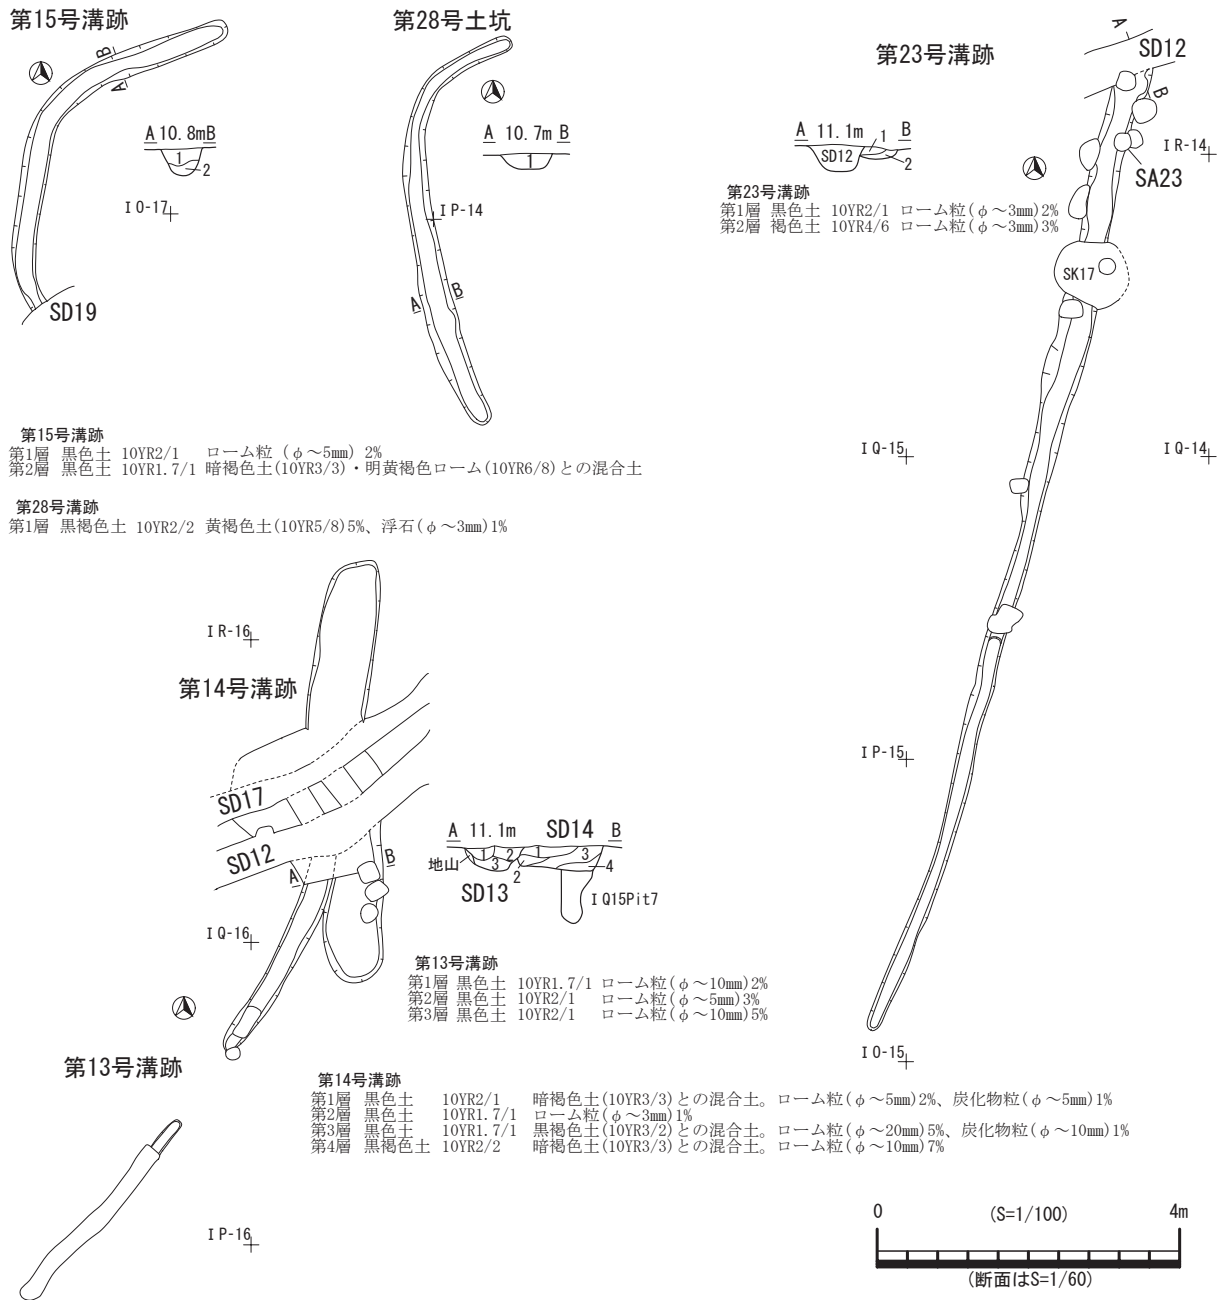 第15号溝跡
B
A
A 10.8mB
1
2
I O-17
SD19
第28号土坑
A 10.7m B
1
I P-14
A
B
第23号溝跡
A
SD12
B
A 11.1m B
1
SD12
2
I R-14
SA23
第23号溝跡
第1層 黒色土 10YR2/1 ローム粒(φ～3㎜)2%
第2層 褐色土 10YR4/6 ローム粒(φ～3㎜)3%
SK17
I Q-15
I Q-14
I P-15
I O-15
第15号溝跡
第1層 黒色土 10YR2/1 ローム粒（φ～5㎜）2%
第2層 黒色土 10YR1.7/1 暗褐色土(10YR3/3)・明黄褐色ローム(10YR6/8)との混合土
第28号溝跡
第1層 黒褐色土 10YR2/2 黄褐色土(10YR5/8)5%、浮石(φ～3㎜)1%
I R-16
第14号溝跡
SD17
SD12
A
B
I Q-16
A 11.1m SD14 B
地山
1
2
3
1
3
2
4
SD13
I Q15Pit7
第13号溝跡
第1層 黒色土 10YR1.7/1 ローム粒(φ～10㎜)2%
第2層 黒色土 10YR2/1 ローム粒(φ～5㎜)3%
第3層 黒色土 10YR2/1 ローム粒(φ～10㎜)5%
第13号溝跡
第14号溝跡
第1層 黒色土 10YR2/1 暗褐色土(10YR3/3)との混合土。ローム粒(φ～5㎜)2%、炭化物粒(φ～5㎜)1%
第2層 黒色土 10YR1.7/1 ローム粒(φ～3㎜)1%
第3層 黒色土 10YR1.7/1 黒褐色土(10YR3/2)との混合土。ローム粒(φ～20㎜)5%、炭化物粒(φ～10㎜)1%
第4層 黒褐色土 10YR2/2 暗褐色土(10YR3/3)との混合土。ローム粒(φ～10㎜)7%
I P-16
0 (S=1/100) 4m
(断面はS=1/60)